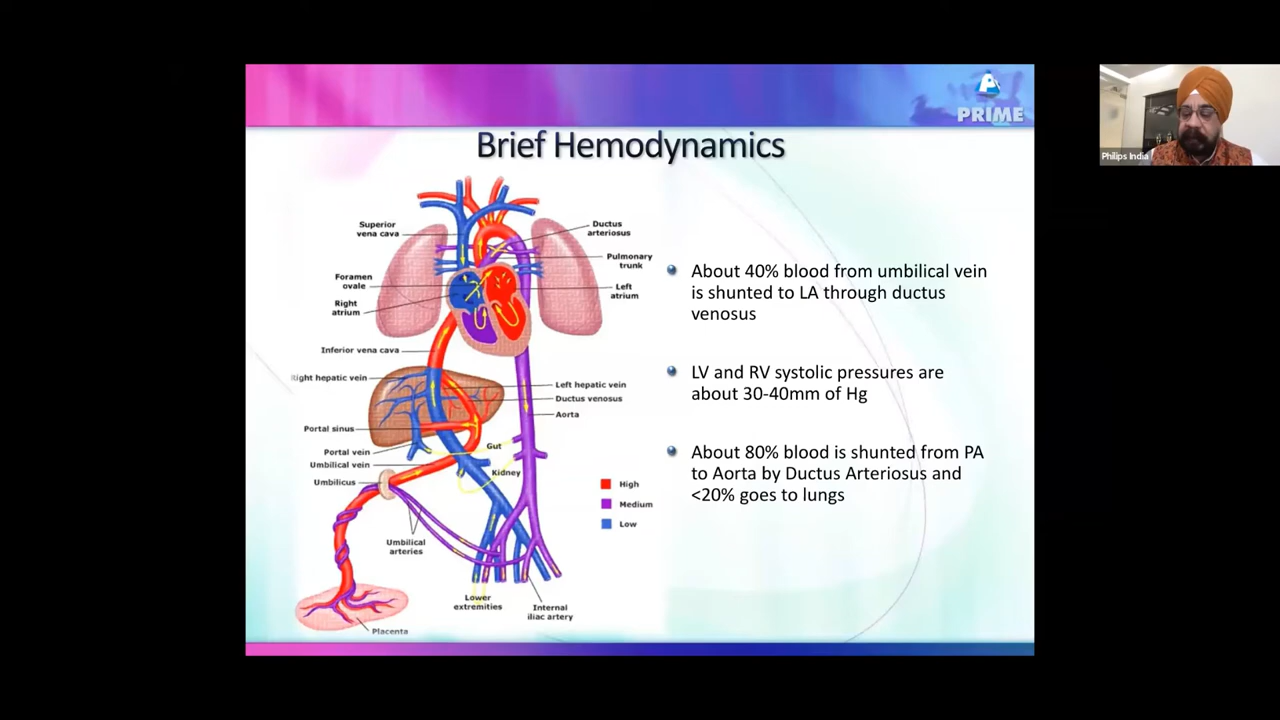 PRIME
Philips India
Brief Hemodynamics
Superior
vena cava
Ductus
arteriosus
Pulmonary
trunk
Foramen
ovale
Left
atrium
Right
atrium
Inferior vena cava
Right hepatic vein
Left hepatic vein
Ductus venosus
Aorta
Portal sinus
Portal vein
Gut
Umbilical vein
Kidney
Umbilicus
High
Medium
Low
Umbilical
arteries
Lower
extremities
Internal
iliac artery
Placenta
About 40% blood from umbilical vein
is shunted to LA through ductus
venosus
LV and RV systolic pressures are
about 30-40mm of Hg
About 80% blood is shunted from PA
to Aorta by Ductus Arteriosus and
<20% goes to lungs